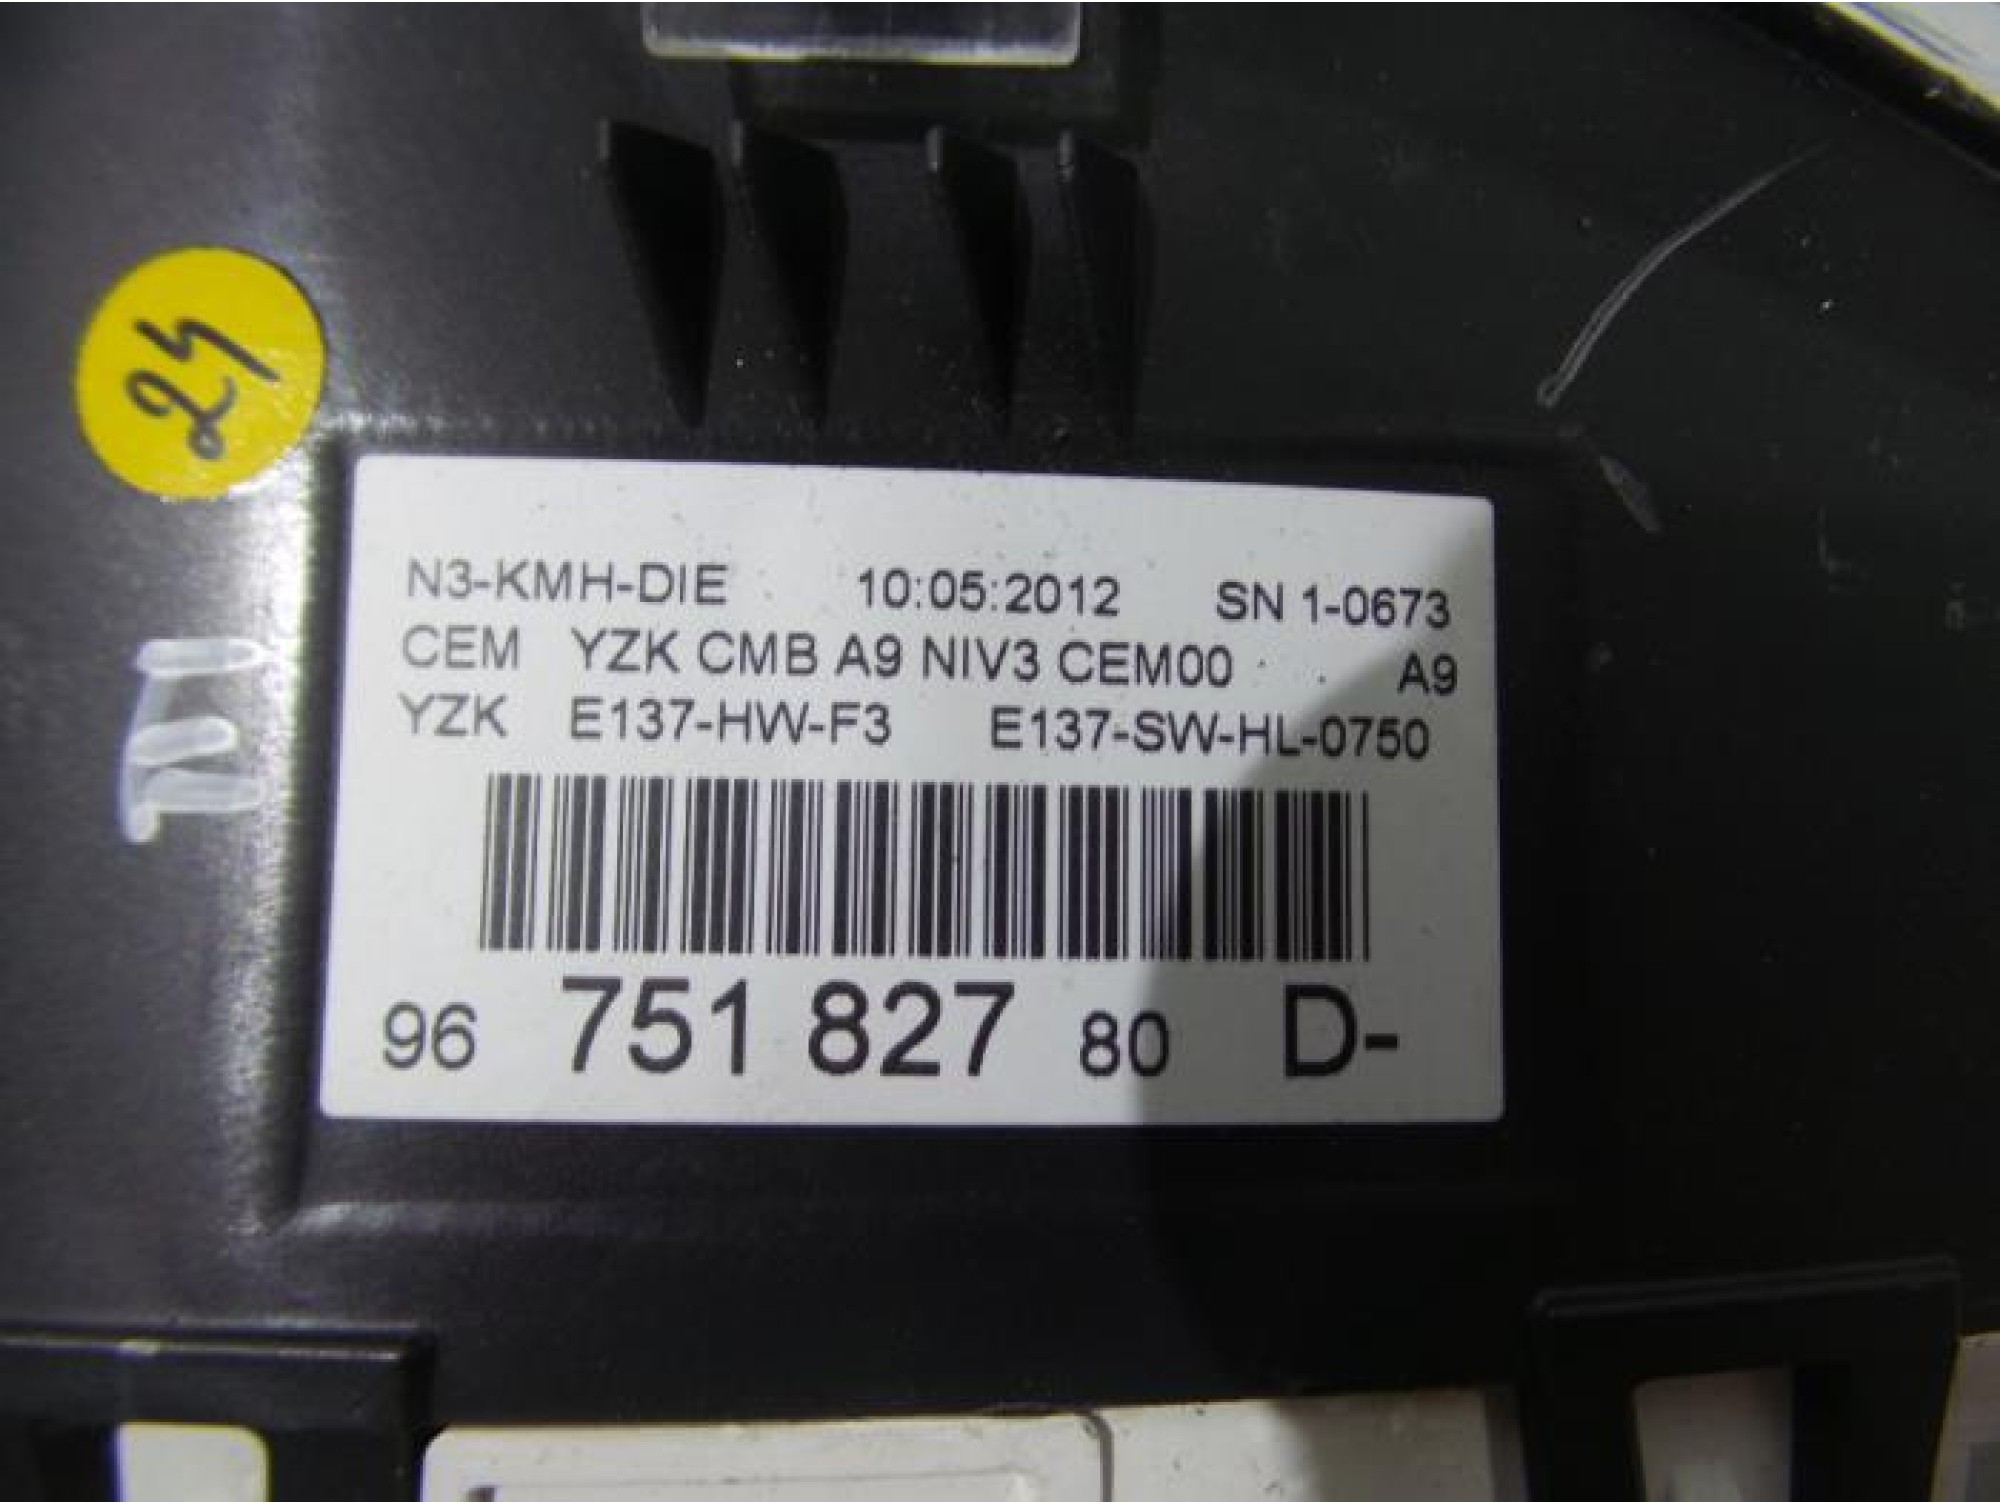 24
N3-KMH-DIE 10:05:2012 SN 1-0673
CEM YZK CMB A9 NIV3 CEM00 A9
YZK E137-HW-F3 E137-SW-HL-0750
96 751 827 80 D-